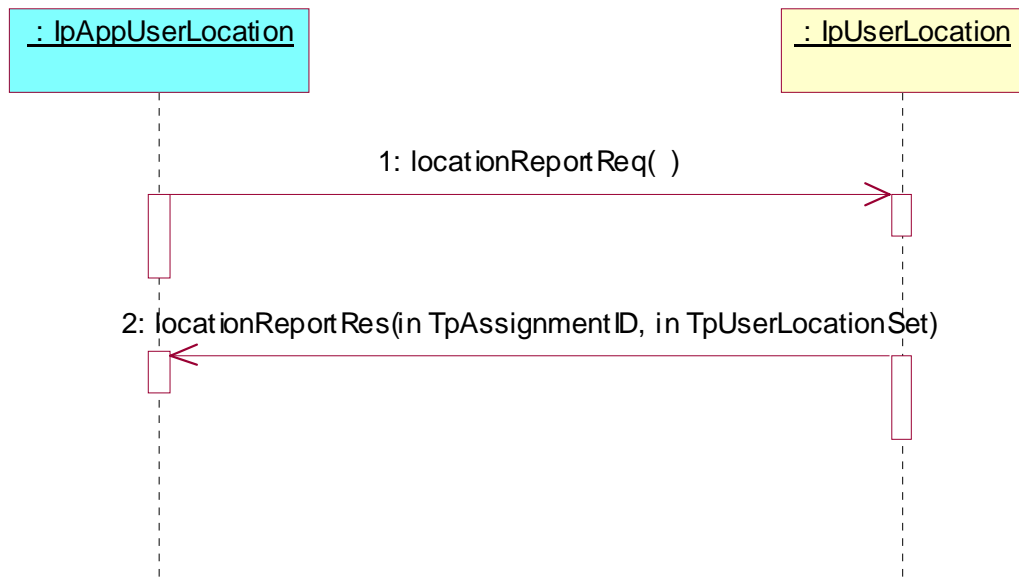 : IpAppUserLocation
: IpUserLocation
1: locationReportReq( )
2: locationReportRes(in TpAssignmentID, in TpUserLocationSet)